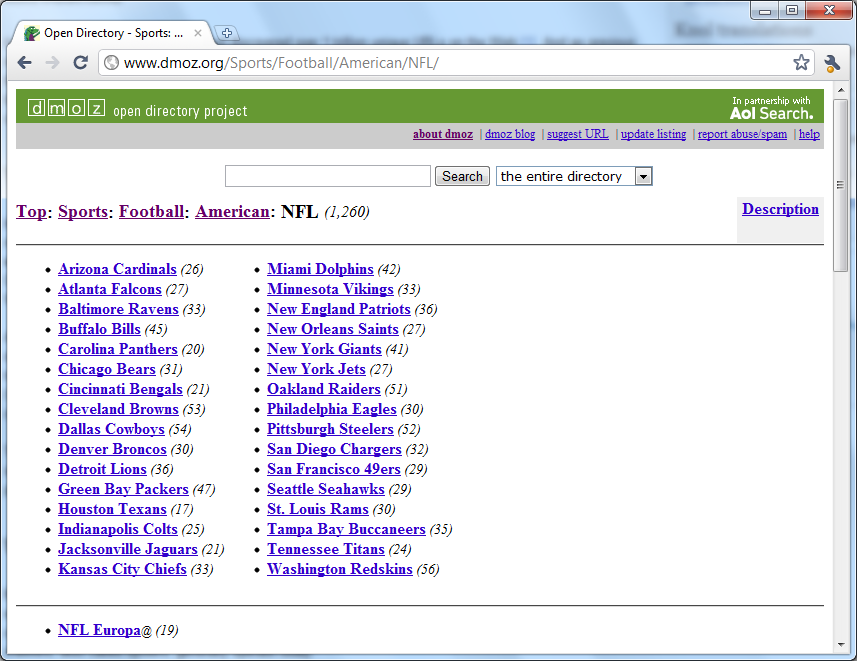 Open Directory - Sports: ...
www.dmoz.org/Sports/Football/American/NFL/
dmoz open directory project
In partnership with
Aol Search.
about dmoz | dmoz blog | suggest URL | update listing | report abuse/spam | help
Search the entire directory
Top: Sports: Football: American: NFL (1,260)
Description
Arizona Cardinals (26)
Atlanta Falcons (27)
Baltimore Ravens (33)
Buffalo Bills (45)
Carolina Panthers (20)
Chicago Bears (31)
Cincinnati Bengals (21)
Cleveland Browns (53)
Dallas Cowboys (54)
Denver Broncos (30)
Detroit Lions (36)
Green Bay Packers (47)
Houston Texans (17)
Indianapolis Colts (25)
Jacksonville Jaguars (21)
Kansas City Chiefs (33)
Miami Dolphins (42)
Minnesota Vikings (33)
New England Patriots (36)
New Orleans Saints (27)
New York Giants (41)
New York Jets (27)
Oakland Raiders (51)
Philadelphia Eagles (30)
Pittsburgh Steelers (52)
San Diego Chargers (32)
San Francisco 49ers (29)
Seattle Seahawks (29)
St. Louis Rams (30)
Tampa Bay Buccaneers (35)
Tennessee Titans (24)
Washington Redskins (56)
NFL Europa@ (19)